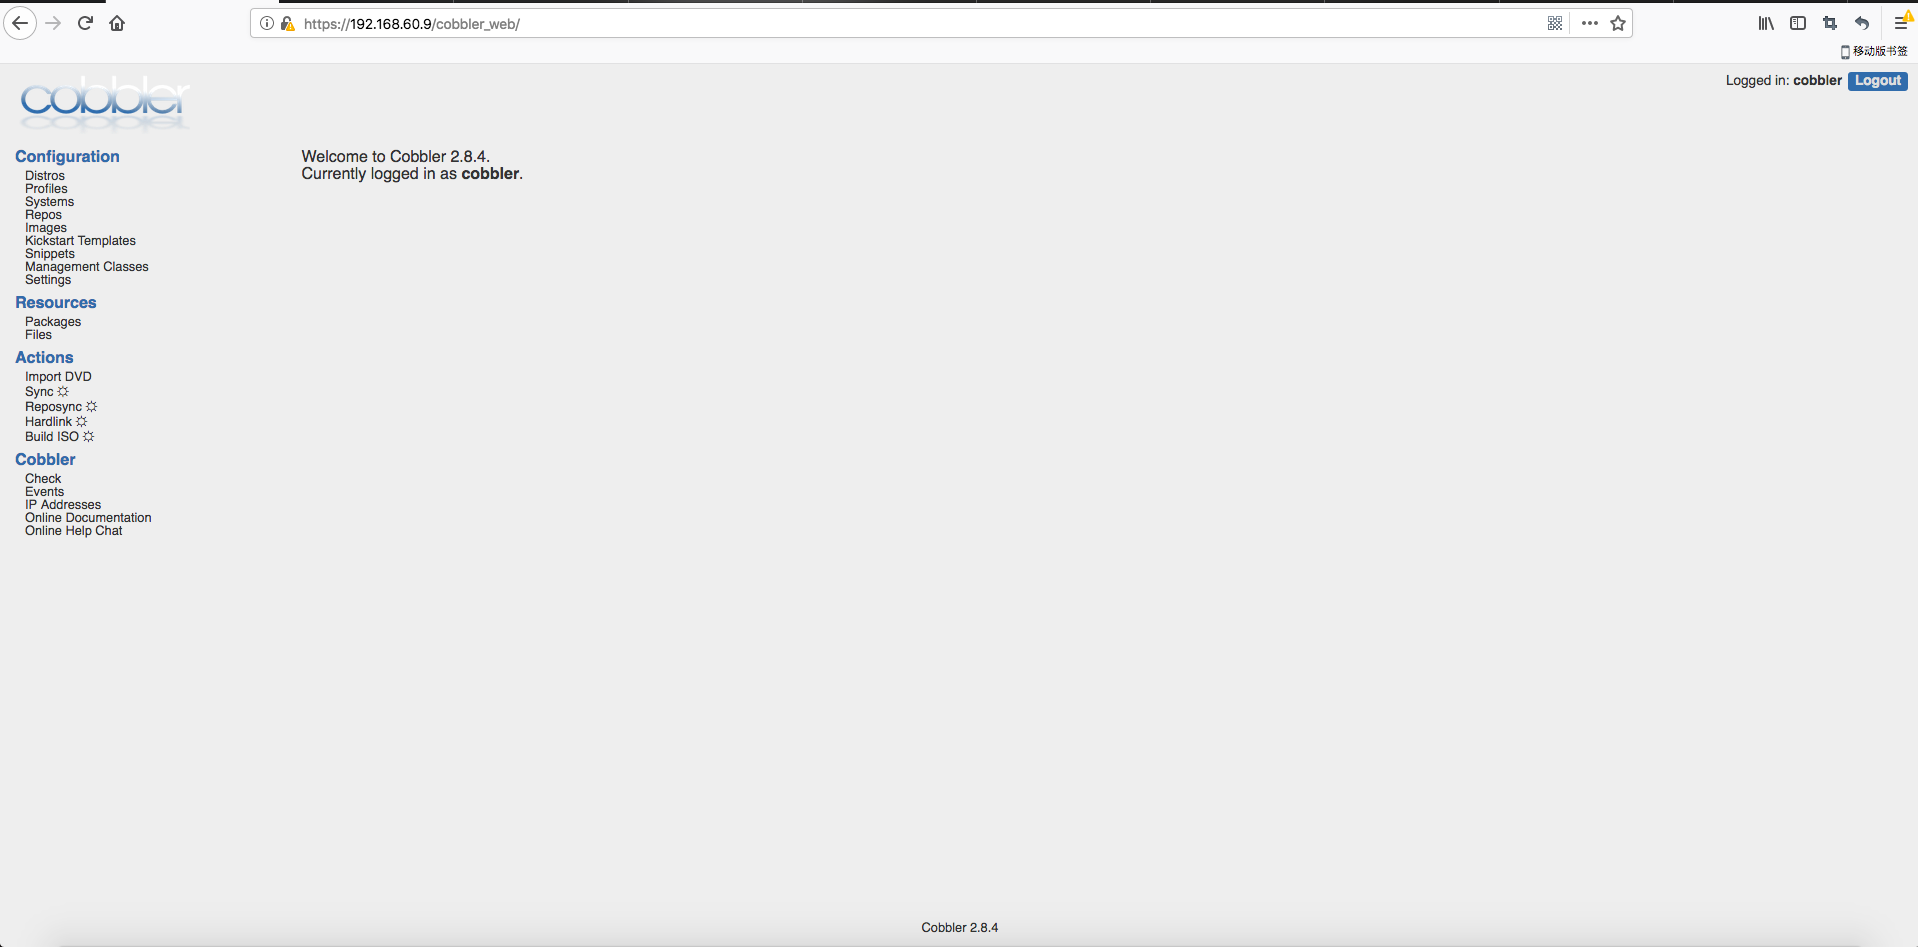 https://192.168.60.9/cobbler_web/
移动版书签
cobbler
Logged in: cobbler Logout
Configuration
Distros
Profiles
Systems
Repos
Images
Kickstart Templates
Snippets
Management Classes
Settings
Resources
Packages
Files
Actions
Import DVD
Sync
Reposync
Hardlink
Build ISO
Cobbler
Check
Events
IP Addresses
Online Documentation
Online Help Chat
Welcome to Cobbler 2.8.4.
Currently logged in as cobbler.
Cobbler 2.8.4